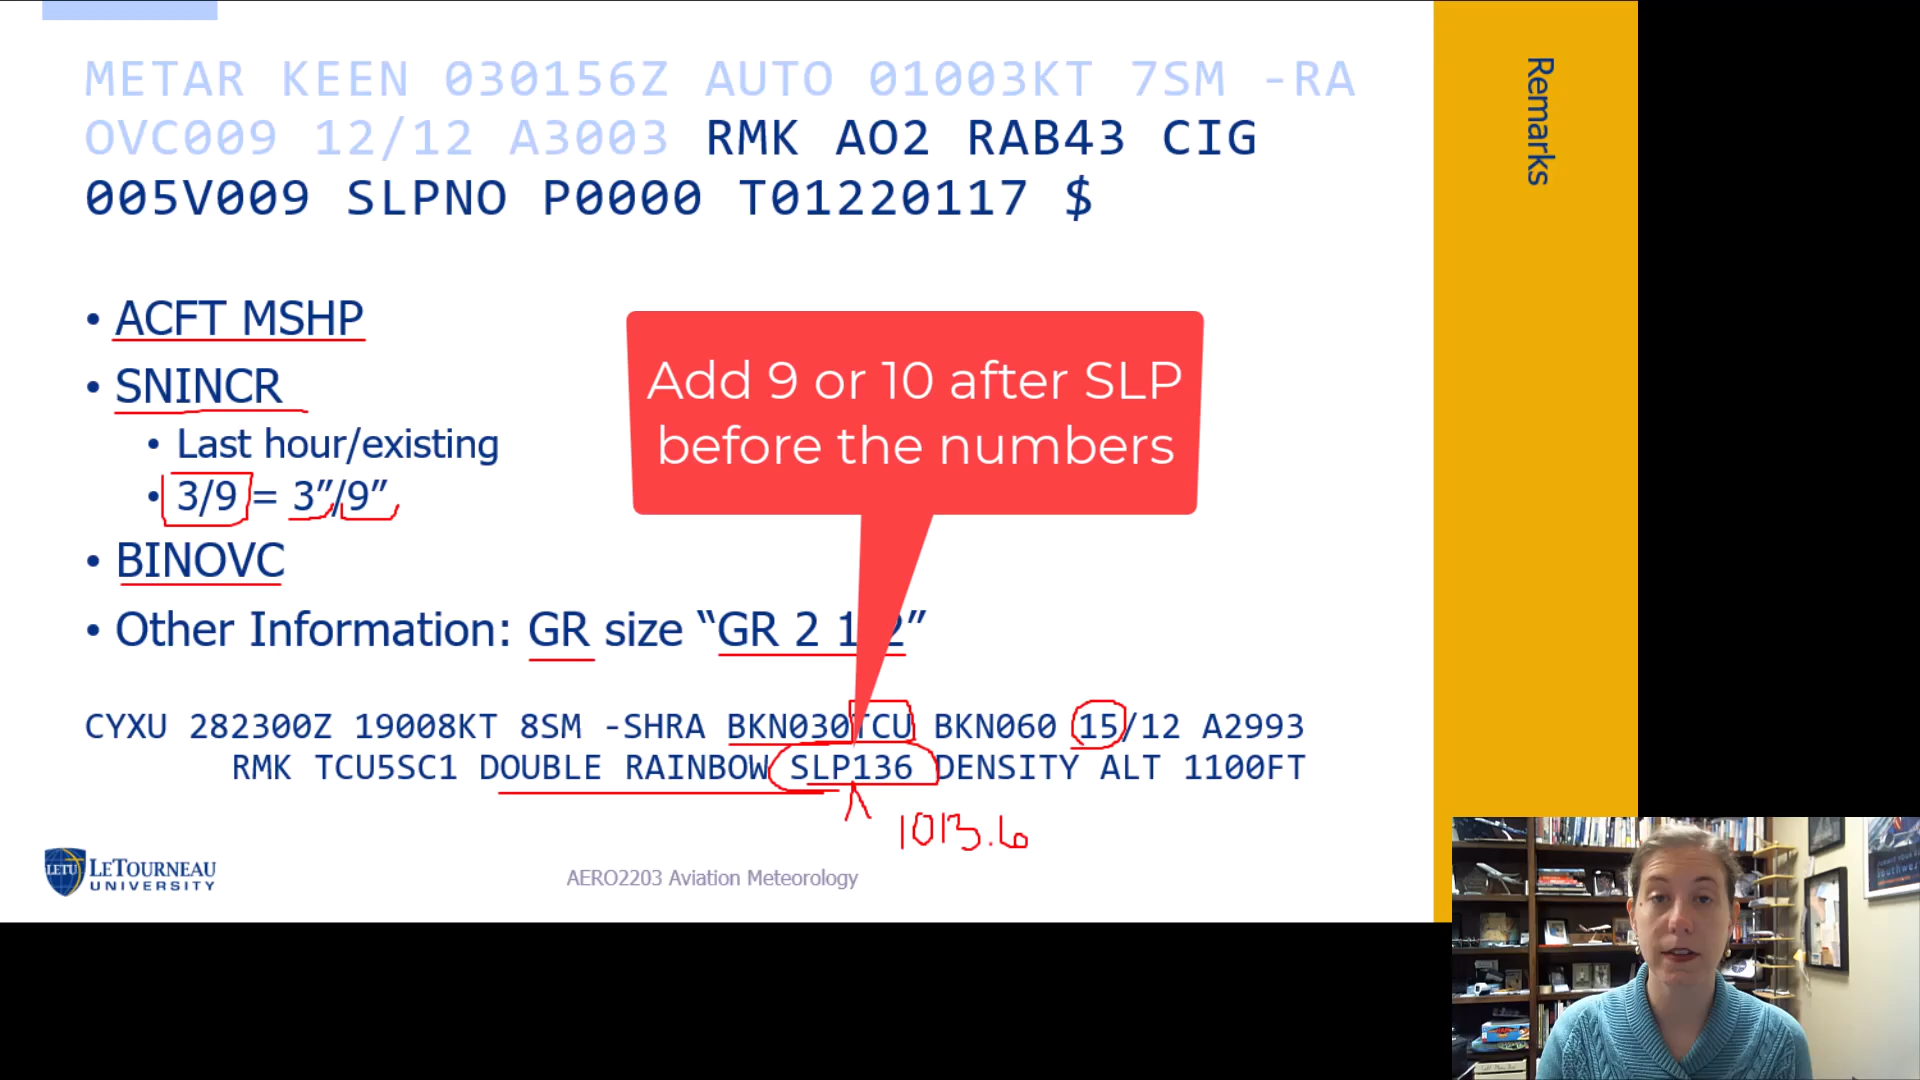 METAR KEEN 030156Z AUTO 01003KT 7SM -RA
OVC009 12/12 A3003 RMK AO2 RAB43 CIG
005V009 SLPNO P0000 T01220117 $
Remarks
• ACFT MSHP
• SNINCR
• Last hour/existing
• 3/9 = 3”/9”
• BINOVC
• Other Information: GR size “GR 2 1/2”
Add 9 or 10 after SLP
before the numbers
CYXU 282300Z 19008KT 8SM -SHRA BKN030TCU BKN060 15/12 A2993
RMK TCU5SC1 DOUBLE RAINBOW SLP136 DENSITY ALT 1100FT
1013.6
LETU
LETOURNEAU
UNIVERSITY
AERO2203 Aviation Meteorology